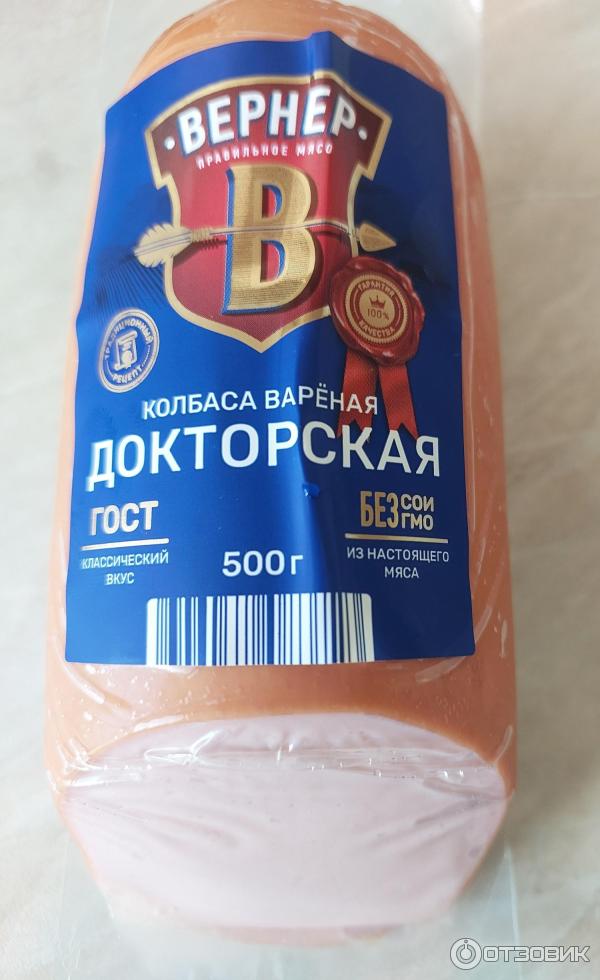 ·ВЕРНЕР·
ПРАВИЛЬНОЕ МЯСО
В
ГАРАНТИЯ
100%
КАЧЕСТВА
ТРАДИЦИОННЫЙ
РЕЦЕПТ
КОЛБАСА ВАРЁНАЯ
ДОКТОРСКАЯ
ГОСТ
КЛАССИЧЕСКИЙ
ВКУС
500 г
БЕЗ СОИ
ГМО
ИЗ НАСТОЯЩЕГО
МЯСА
ОТЗОВИК